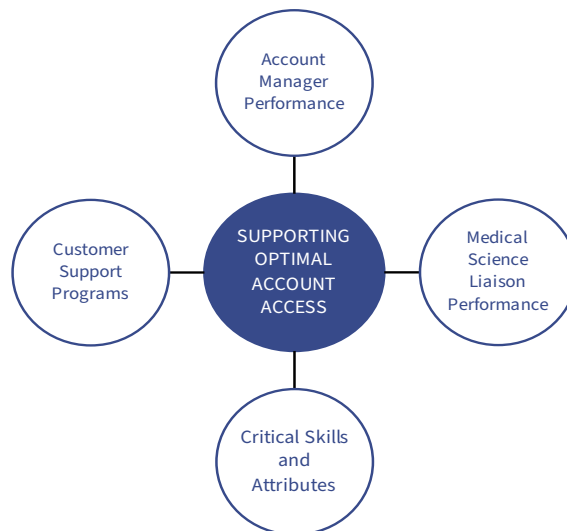 Account
Manager
Performance
Customer
Support
Programs
SUPPORTING
OPTIMAL
ACCOUNT
ACCESS
Medical
Science
Liaison
Performance
Critical Skills
and
Attributes